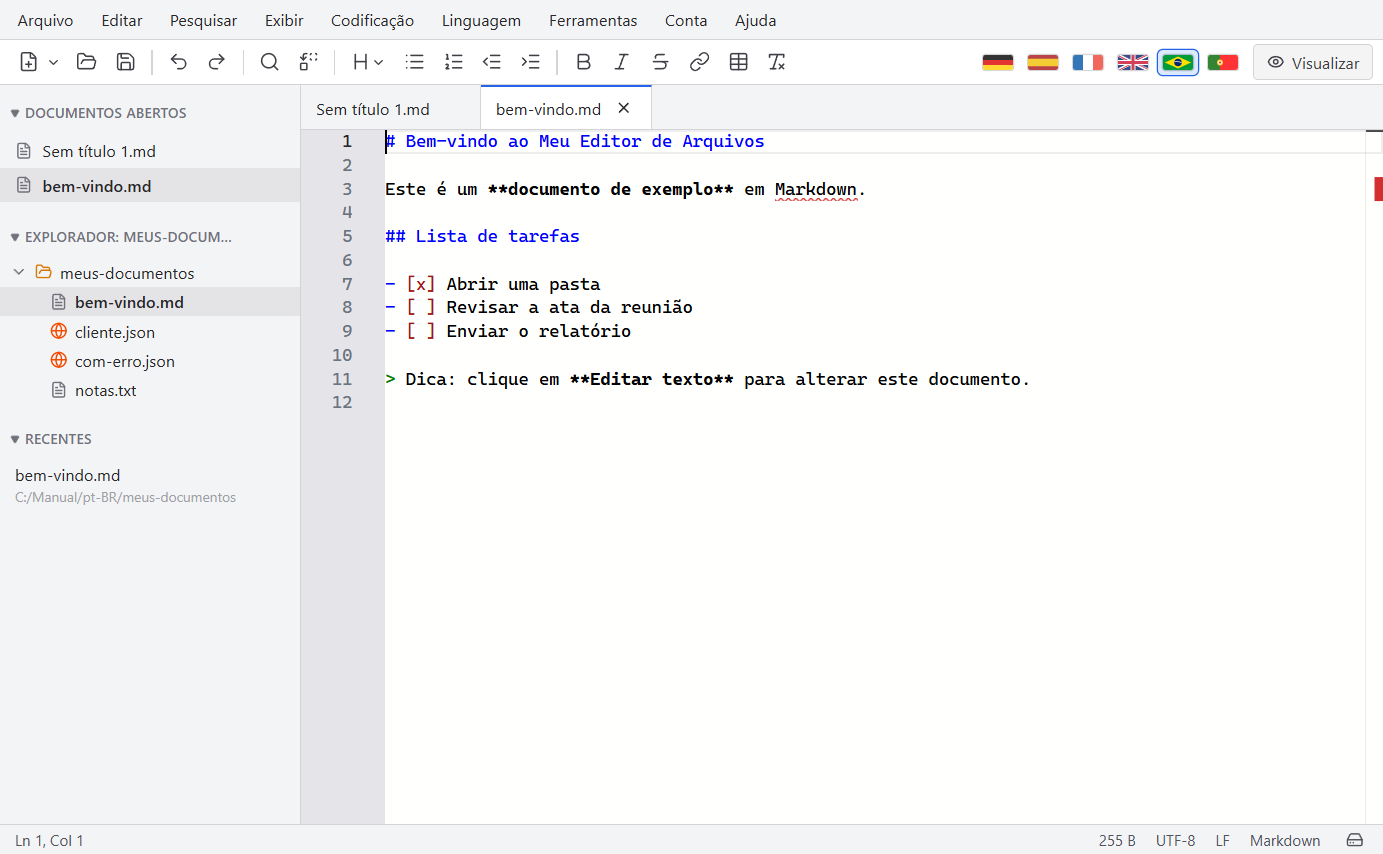 Arquivo Editar Pesquisar Exibir Codificação Linguagem Ferramentas Conta Ajuda
Visualizar
DOCUMENTOS ABERTOS
Sem título 1.md
bem-vindo.md
EXPLORADOR: MEUS-DOCUM...
meus-documentos
bem-vindo.md
cliente.json
com-erro.json
notas.txt
RECENTES
bem-vindo.md
C:/Manual/pt-BR/meus-documentos
Sem título 1.md bem-vindo.md
1 # Bem-vindo ao Meu Editor de Arquivos
2
3 Este é um **documento de exemplo** em Markdown.
4
5 ## Lista de tarefas
6
7 - [x] Abrir uma pasta
8 - [ ] Revisar a ata da reunião
9 - [ ] Enviar o relatório
10
11 > Dica: clique em **Editar texto** para alterar este documento.
12
Ln 1, Col 1 255 B UTF-8 LF Markdown